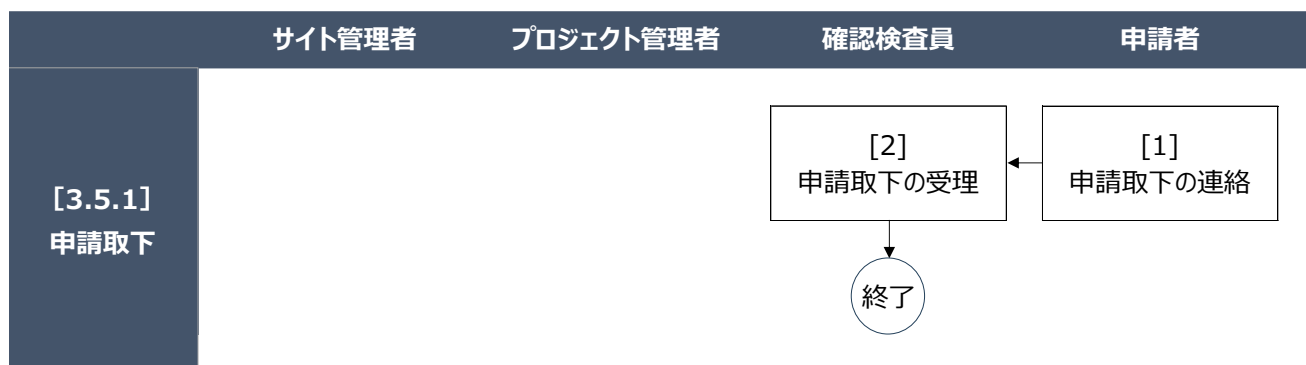 サイト管理者
プロジェクト管理者
確認検査員
申請者
[3.5.1]
申請取下
[2]
申請取下の受理
[1]
申請取下の連絡
終了